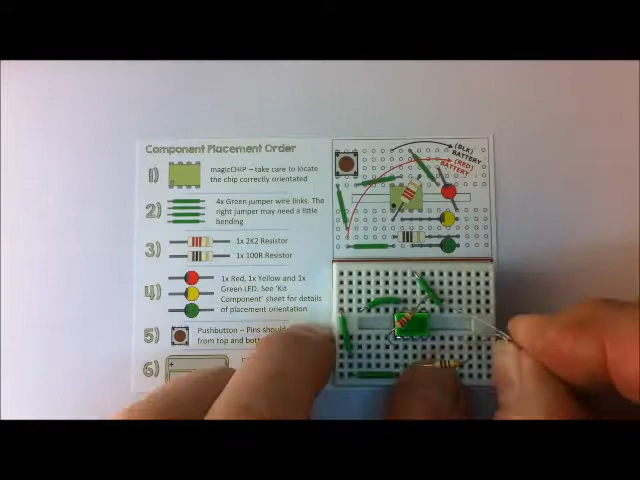 Component Placement Order
1) magicCHIP – take care to locate
the chip correctly orientated
2) 4x Green jumper wire links. The
right jumper may need a little
bending
3) 1x 2K2 Resistor
1x 100R Resistor
4) 1x Red, 1x Yellow and 1x
Green LED. See 'Kit
Component' sheet for details
of placement orientation
5) Pushbutton – Pins should
from top and bott
6)
(BLK)
BATTERY
(RED)
BATTERY